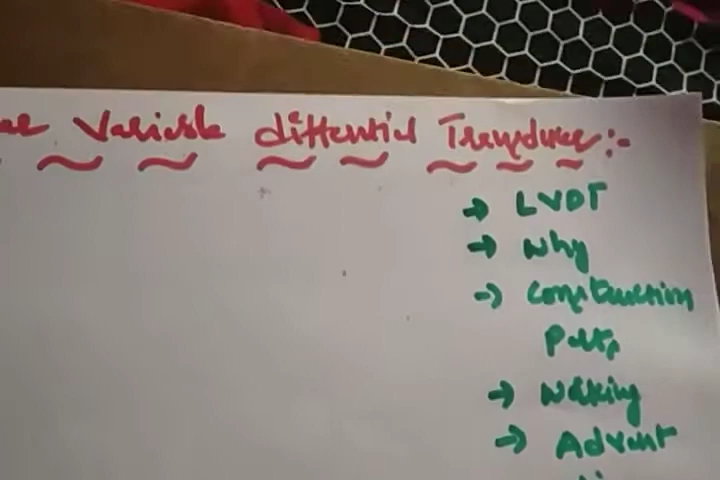 Variable differential Transducer:-
→ LVDT
→ Why
→ Construction
Parts
→ Working
→ Advant